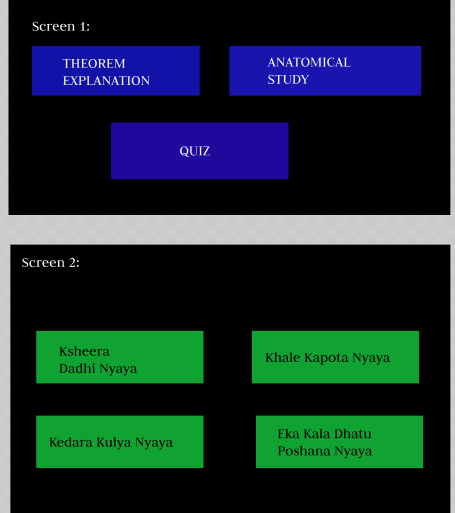 Screen 1:
THEOREM
EXPLANATION
ANATOMICAL
STUDY
QUIZ
Screen 2:
Ksheera
Dadhi Nyaya
Khale Kapota Nyaya
Kedara Kulya Nyaya
Eka Kala Dhatu
Poshana Nyaya